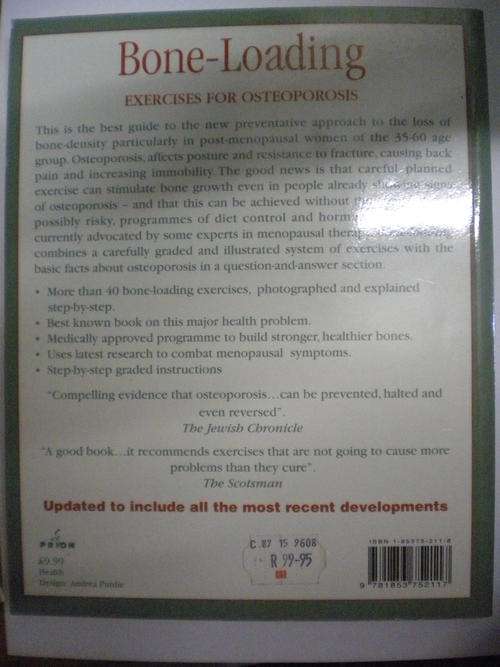 Bone-Loading
EXERCISES FOR OSTEOPOROSIS
This is the best guide to the new preventative approach to the loss of
bone-density particularly in post-menopausal women of the 35-60 age
group. Osteoporosis, affects posture and resistance to fracture, causing back
pain and increasing immobility. The good news is that careful planned
exercise can stimulate bone growth even in people already showing signs
of osteoporosis – and that this can be achieved without
possibly risky, programmes of diet control and
currently advocated by some experts in menopausal
combines a carefully graded and illustrated system of exercises with the
basic facts about osteoporosis in a question-and-answer section.
• More than 40 bone-loading exercises, photographed and explained
step-by-step.
• Best known book on this major health problem.
• Medically approved programme to build stronger, healthier bones.
• Uses latest research to combat menopausal symptoms.
• Step-by-step graded instructions
"Compelling evidence that osteoporosis...can be prevented, halted and
even reversed".
The Jewish Chronicle
"A good book...it recommends exercises that are not going to cause more
problems than they cure".
The Scotsman
Updated to include all the most recent developments
PRION
£9.99
Health
Design: Andrea Purdie
C.87 15 9608
R 99-95
ISBN 1-85375-211-8
9 781853 752117